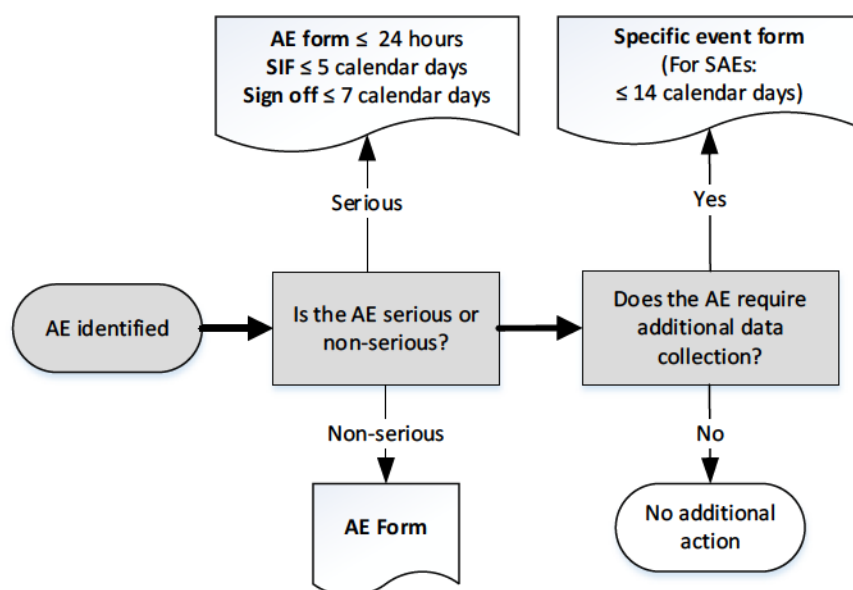 AE form ≤ 24 hours
SIF ≤ 5 calendar days
Sign off ≤ 7 calendar days
Specific event form
(For SAEs:
≤ 14 calendar days)
Serious
Yes
AE identified
Is the AE serious or
non-serious?
Does the AE require
additional data
collection?
Non-serious
No
AE Form
No additional
action